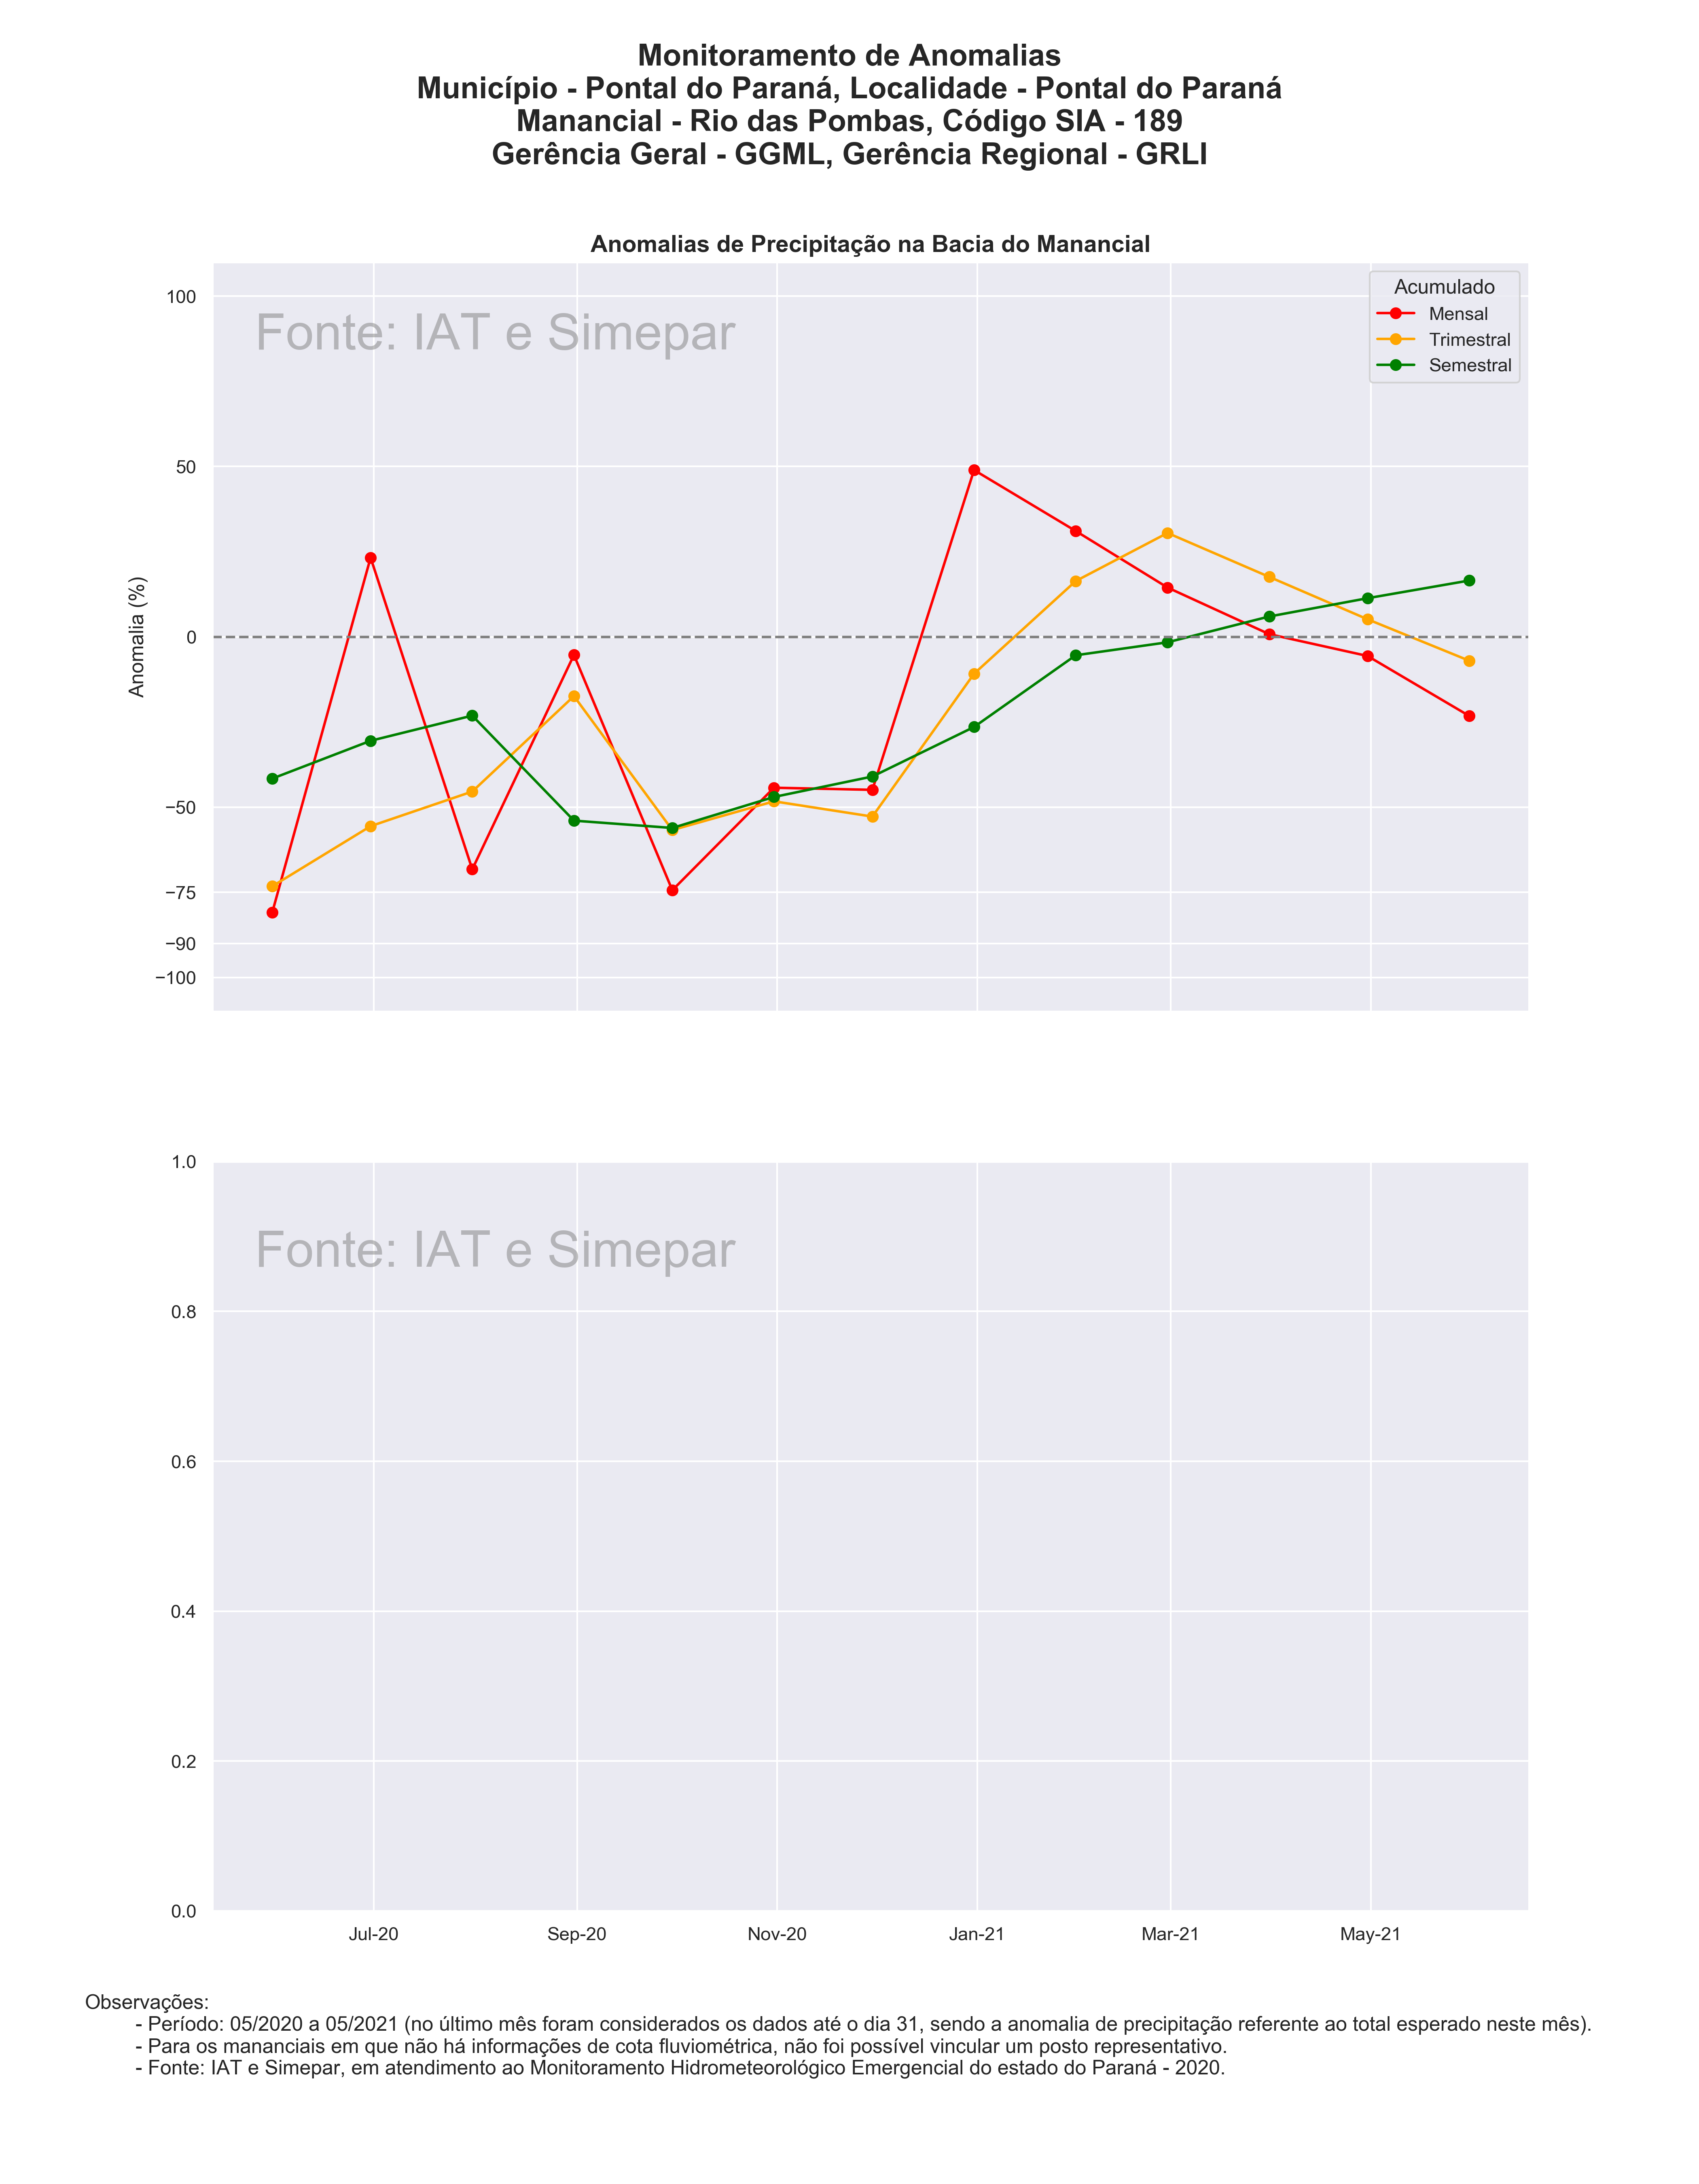 Monitoramento de Anomalias
Município - Pontal do Paraná, Localidade - Pontal do Paraná
Manancial - Rio das Pombas, Código SIA - 189
Gerência Geral - GGML, Gerência Regional - GRLI
Anomalias de Precipitação na Bacia do Manancial
Fonte: IAT e Simepar
Acumulado
Mensal
Trimestral
Semestral
Anomalia (%)
100
50
0
−50
−75
−90
−100
Fonte: IAT e Simepar
1.0
0.8
0.6
0.4
0.2
0.0
Jul-20 Sep-20 Nov-20 Jan-21 Mar-21 May-21
Observações:
- Período: 05/2020 a 05/2021 (no último mês foram considerados os dados até o dia 31, sendo a anomalia de precipitação referente ao total esperado neste mês).
- Para os mananciais em que não há informações de cota fluviométrica, não foi possível vincular um posto representativo.
- Fonte: IAT e Simepar, em atendimento ao Monitoramento Hidrometeorológico Emergencial do estado do Paraná - 2020.